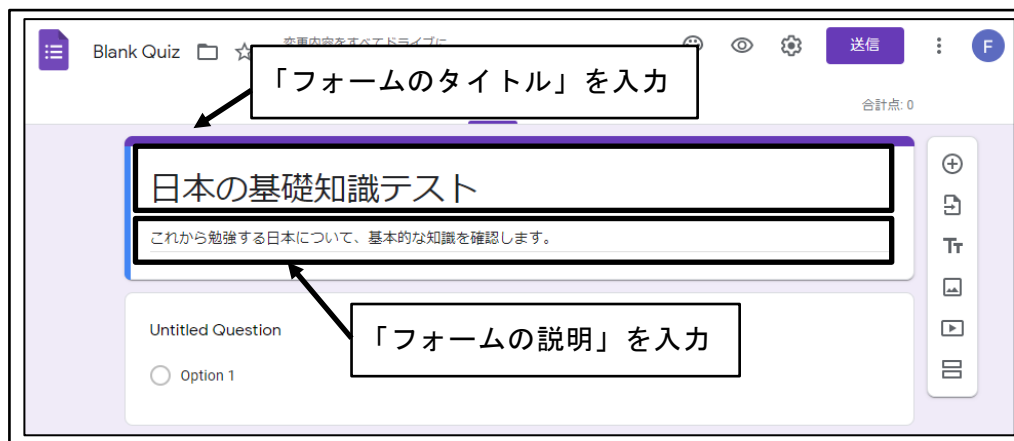 Blank Quiz
変更内容をすべてドライブに
送信
F
「フォームのタイトル」を入力
合計点: 0
日本の基礎知識テスト
これから勉強する日本について、基本的な知識を確認します。
Tт
「フォームの説明」を入力
Untitled Question
Option 1